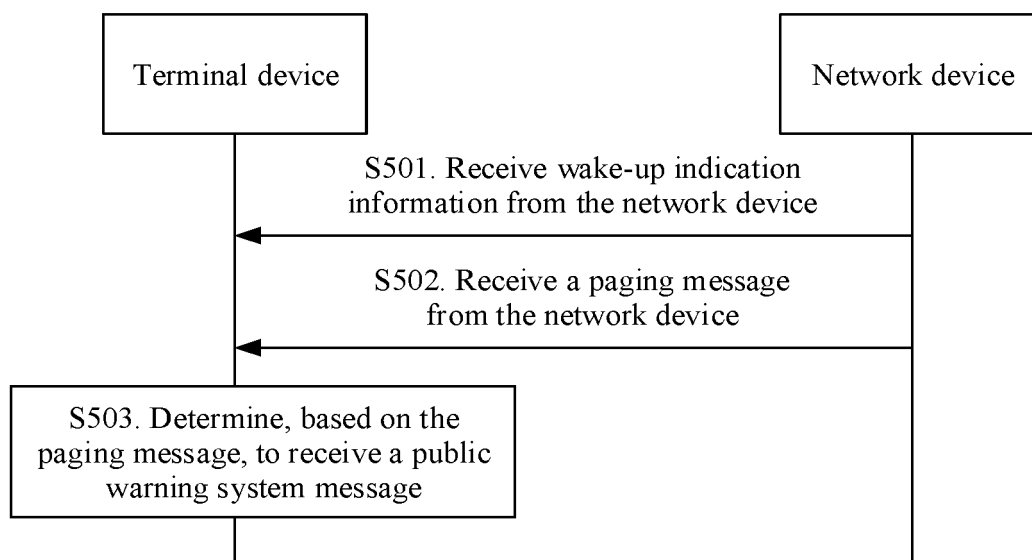 Terminal device
Network device
S501. Receive wake-up indication
information from the network device
S502. Receive a paging message
from the network device
S503. Determine, based on the
paging message, to receive a public
warning system message